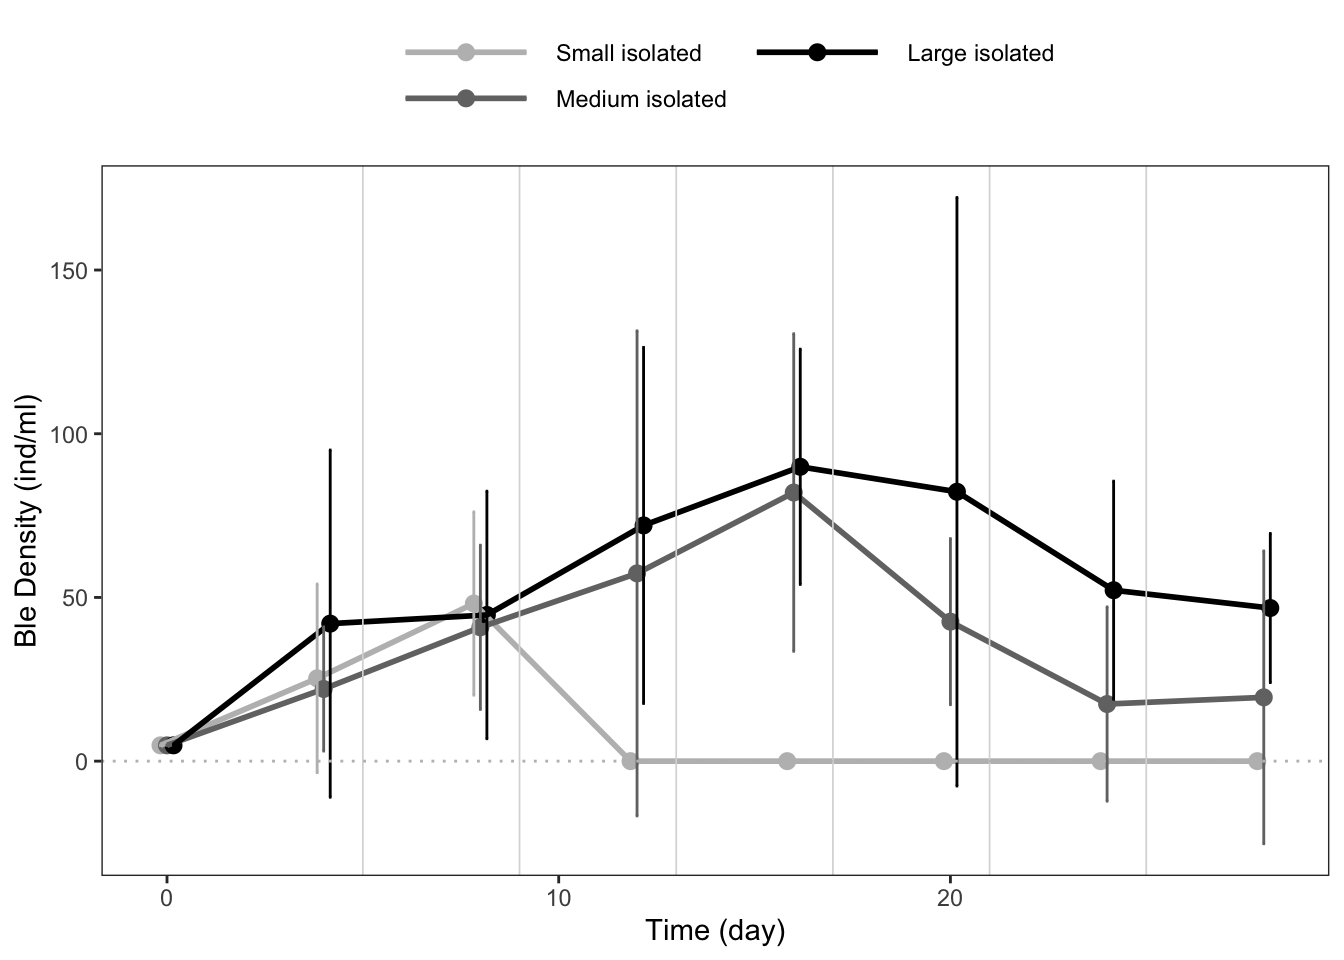 Small isolated
Large isolated
Medium isolated
150
100
50
0
Ble Density (ind/ml)
0
10
20
Time (day)